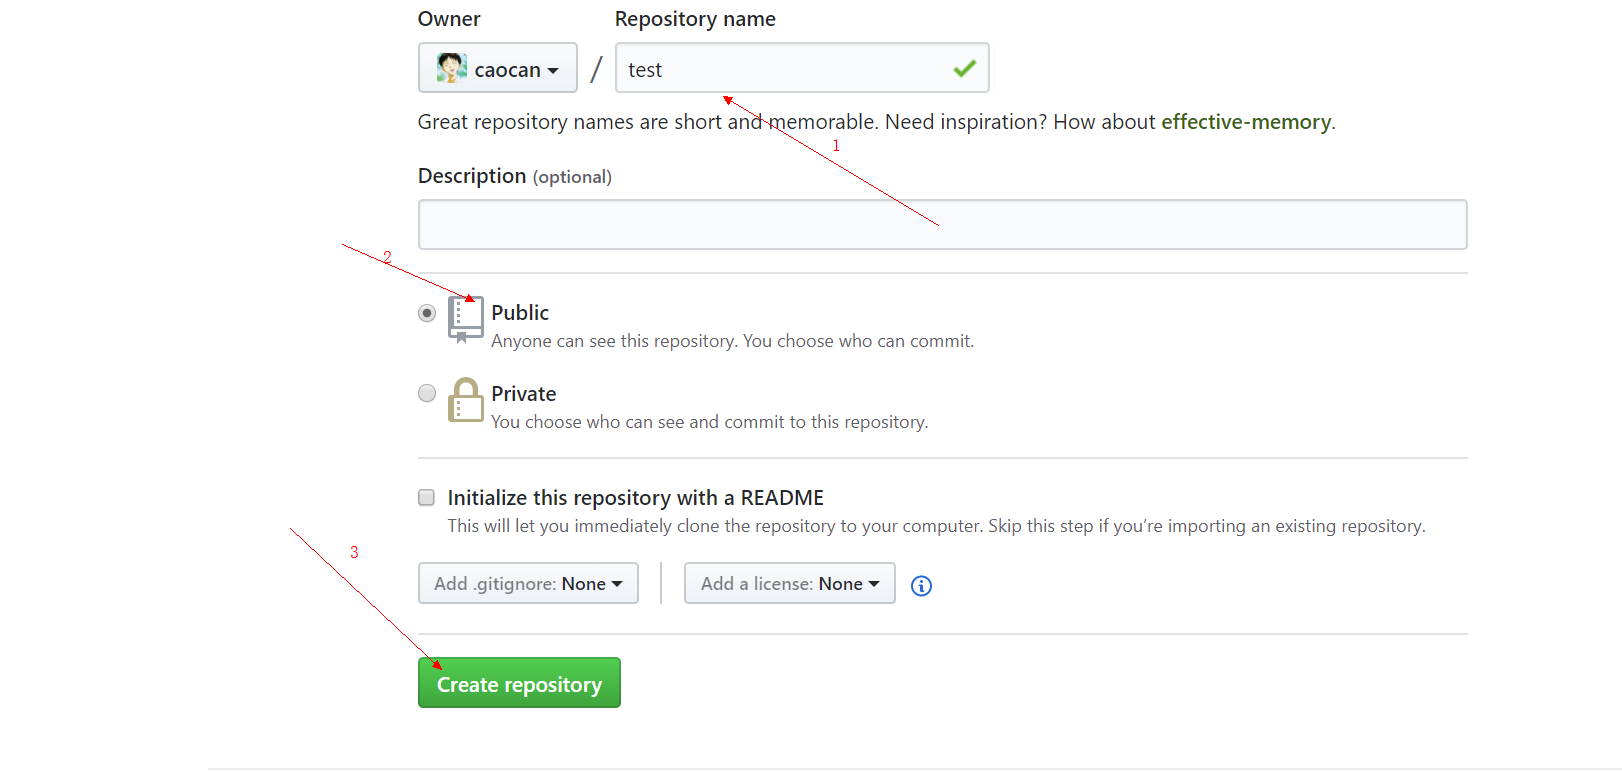 Owner Repository name
caocan / test
Great repository names are short and memorable. Need inspiration? How about effective-memory.
1
Description (optional)
2
Public
Anyone can see this repository. You choose who can commit.
Private
You choose who can see and commit to this repository.
Initialize this repository with a README
This will let you immediately clone the repository to your computer. Skip this step if you’re importing an existing repository.
3
Add .gitignore: None Add a license: None
Create repository